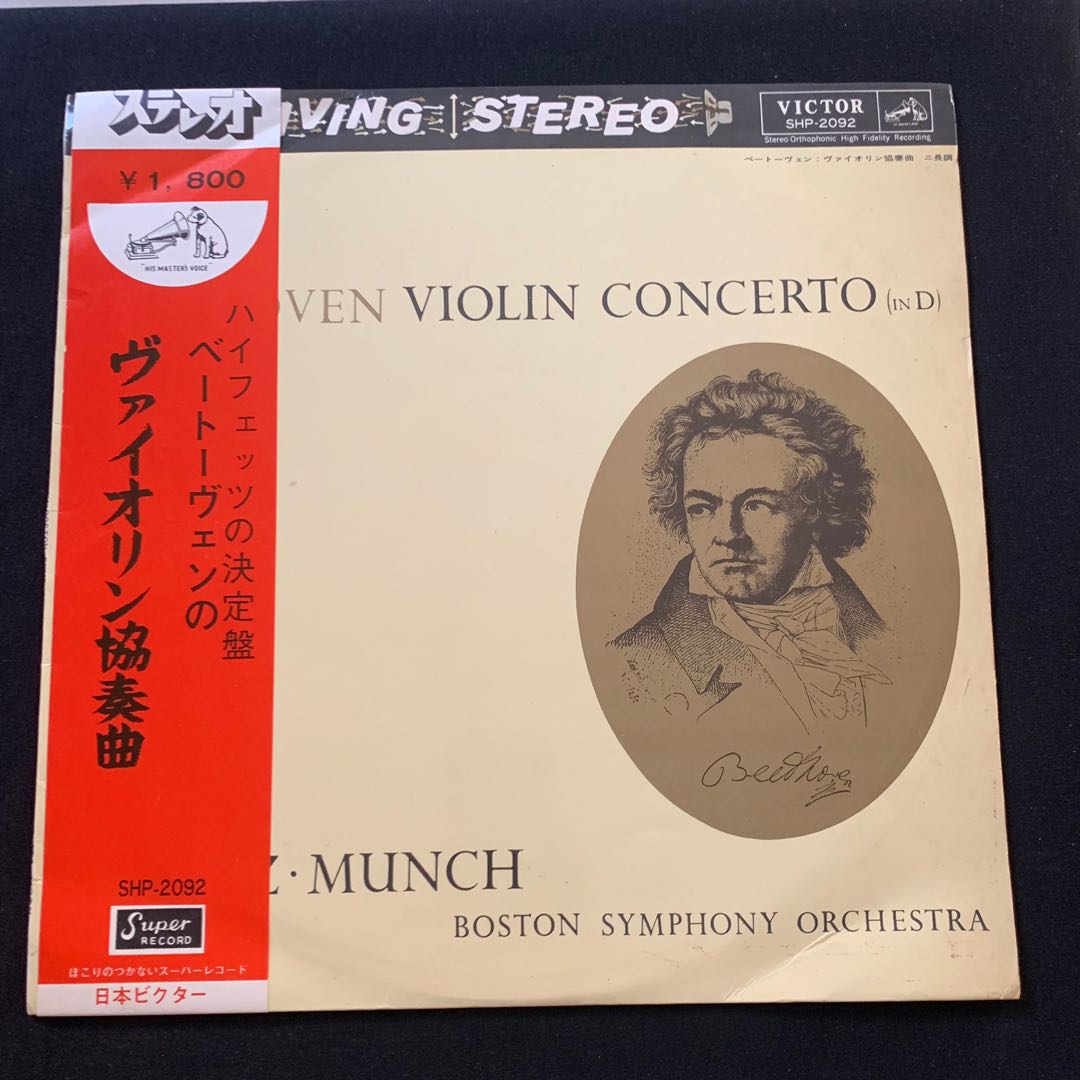 ステレオ
VING STEREO
VICTOR
SHP-2092
Stereo-Orthophonic High Fidelity Recording
ベートーヴェン:ヴァイオリン協奏曲 ニ長調
¥1,800
"HIS MASTER'S VOICE"
ハイフェッツの決定盤
ベートーヴェンの
ヴァイオリン協奏曲
OVEN VIOLIN CONCERTO (IN D)
Beethoven
Z·MUNCH
BOSTON SYMPHONY ORCHESTRA
SHP-2092
Super
RECORD
ほこりのつかないスーパーレコード
日本ビクター